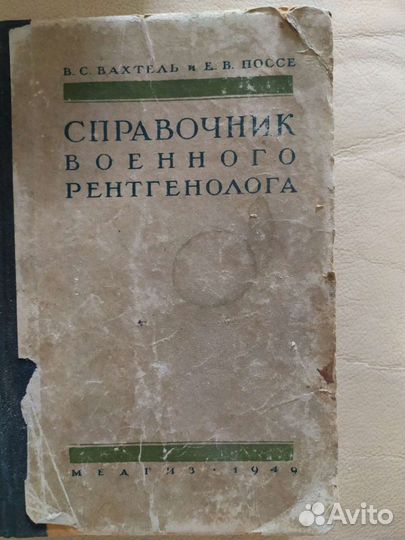 В. С. ВАХТЕЛЬ и Е. В. ПОССЕ
СПРАВОЧНИК
ВОЕННОГО
РЕНТГЕНОЛОГА
МЕДГИЗ · 1949
Avito